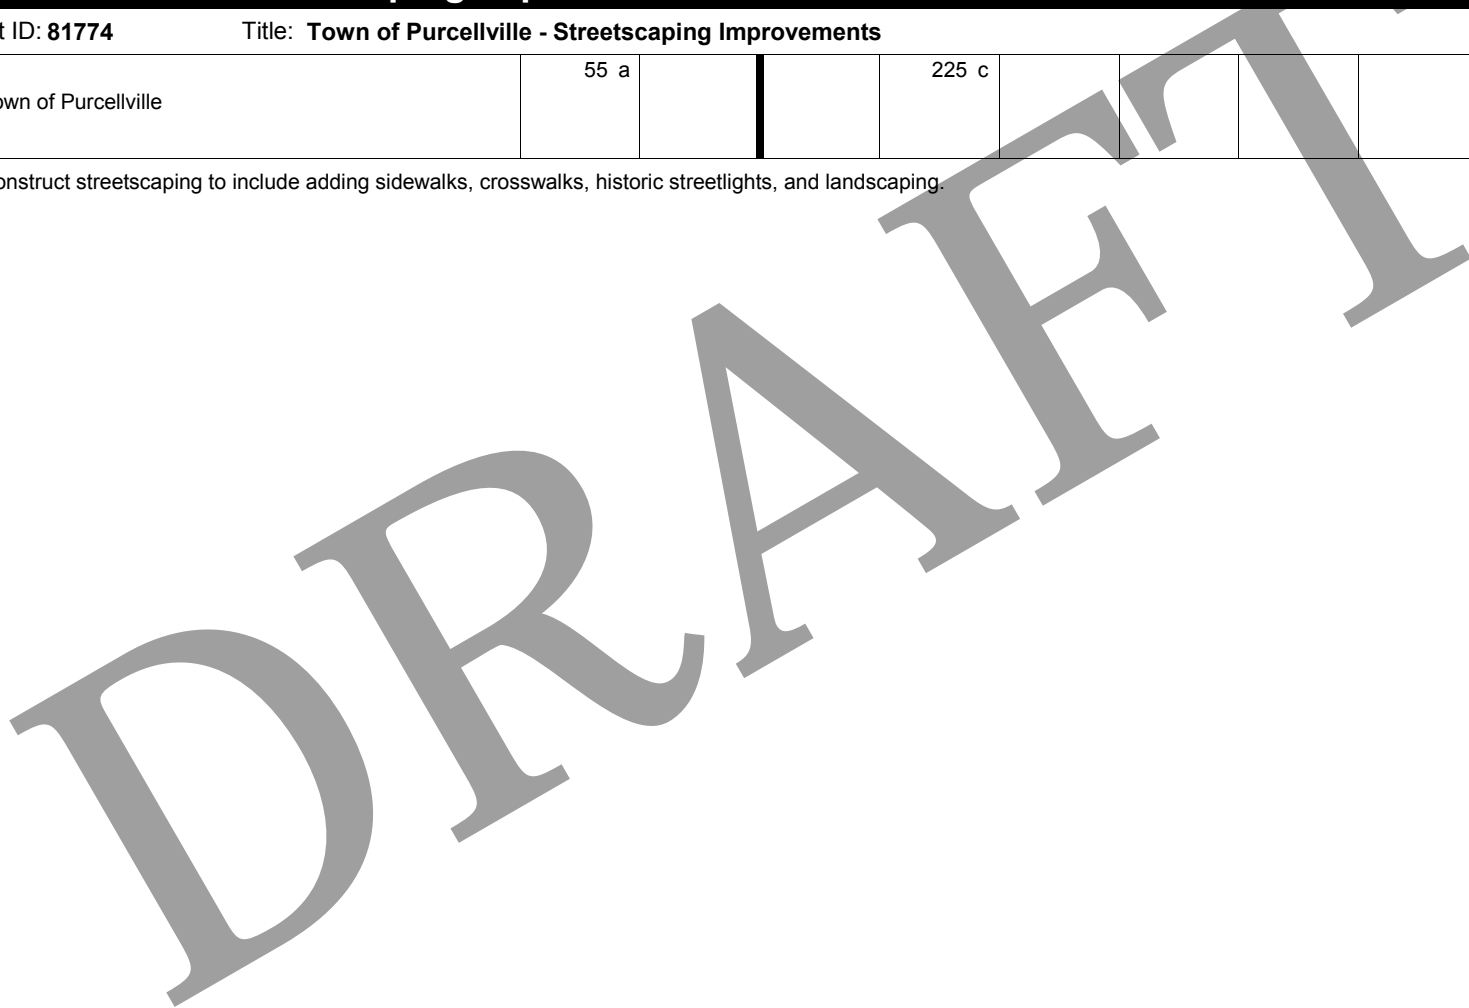 t ID: 81774 Title: Town of Purcellville - Streetscaping Improvements
55 a 225 c
own of Purcellville
onstruct streetscaping to include adding sidewalks, crosswalks, historic streetlights, and landscaping.
DRAFT